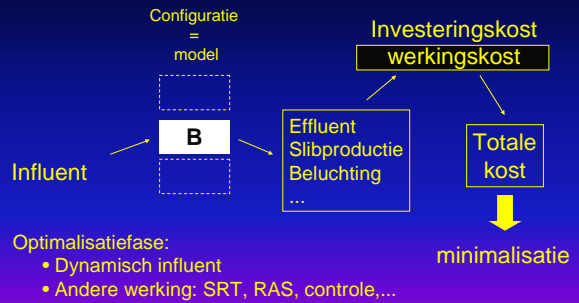 Configuratie
=
model
Investeringskost
werkingskost
B
Influent
Effluent
Slibproductie
Beluchting
...
Totale
kost
minimalisatie
Optimalisatiefase:
• Dynamisch influent
• Andere werking: SRT, RAS, controle,...